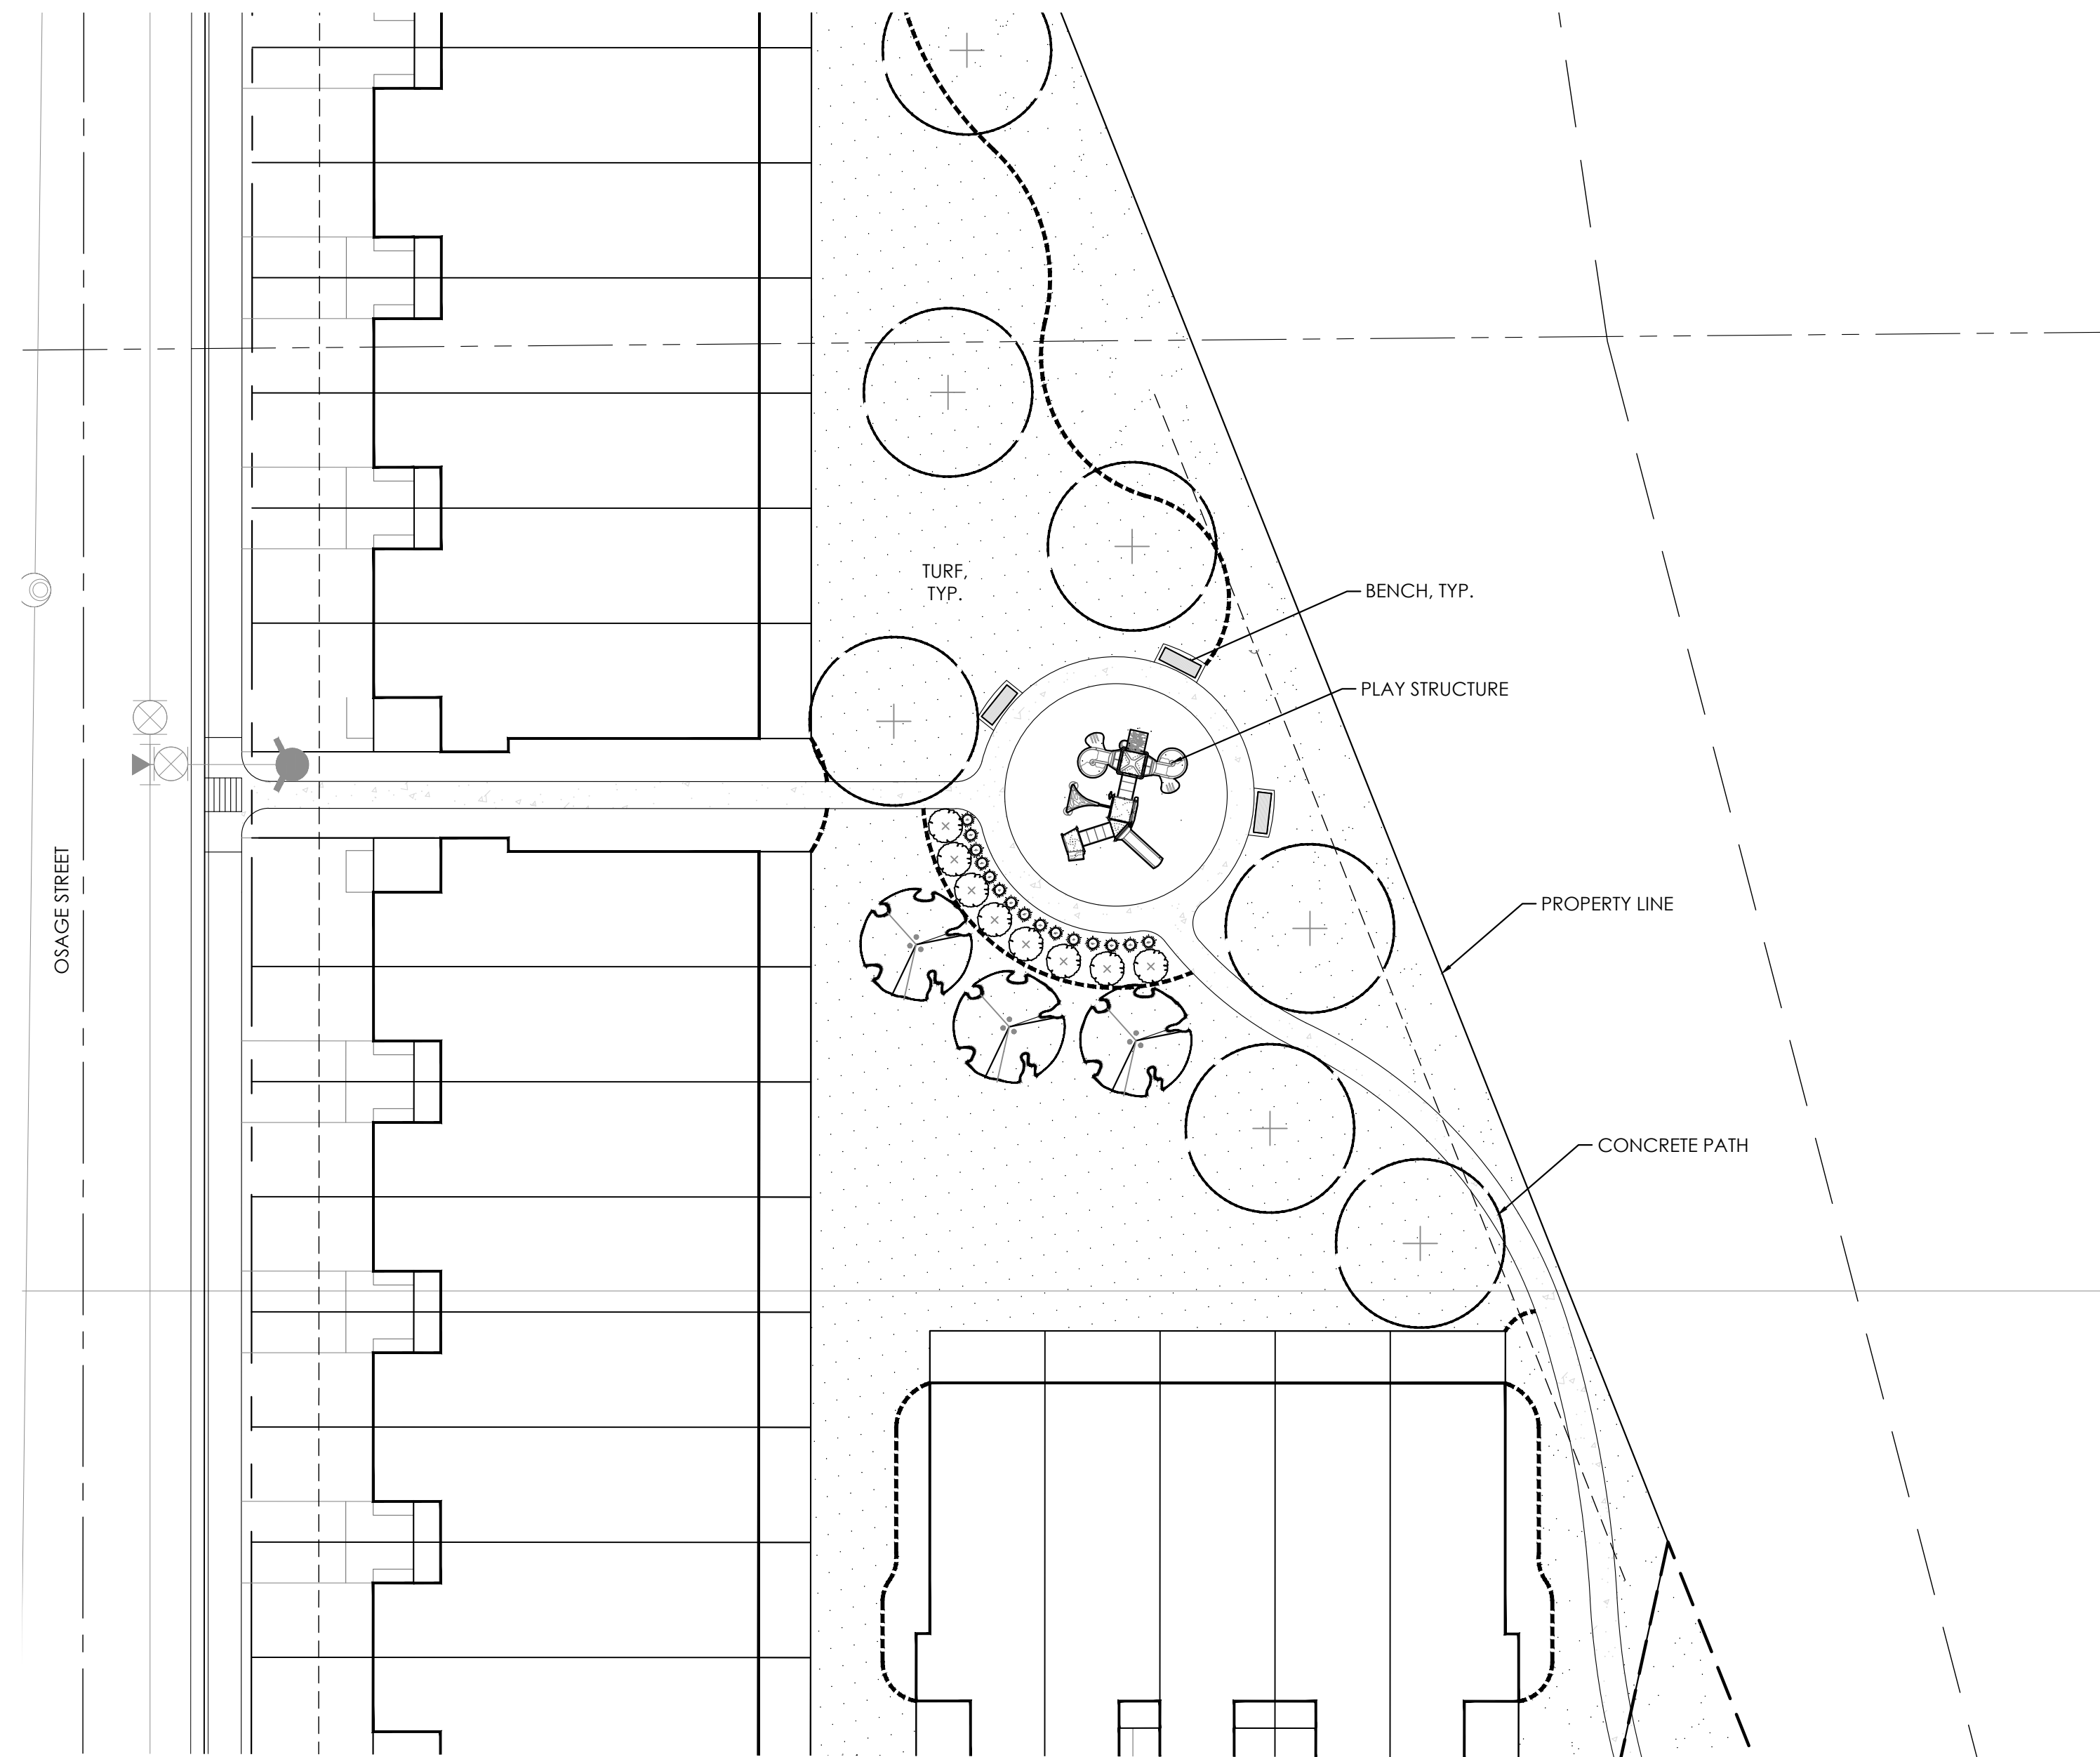 TURF,
TYP.
BENCH, TYP.
PLAY STRUCTURE
OSAGE STREET
PROPERTY LINE
CONCRETE PATH